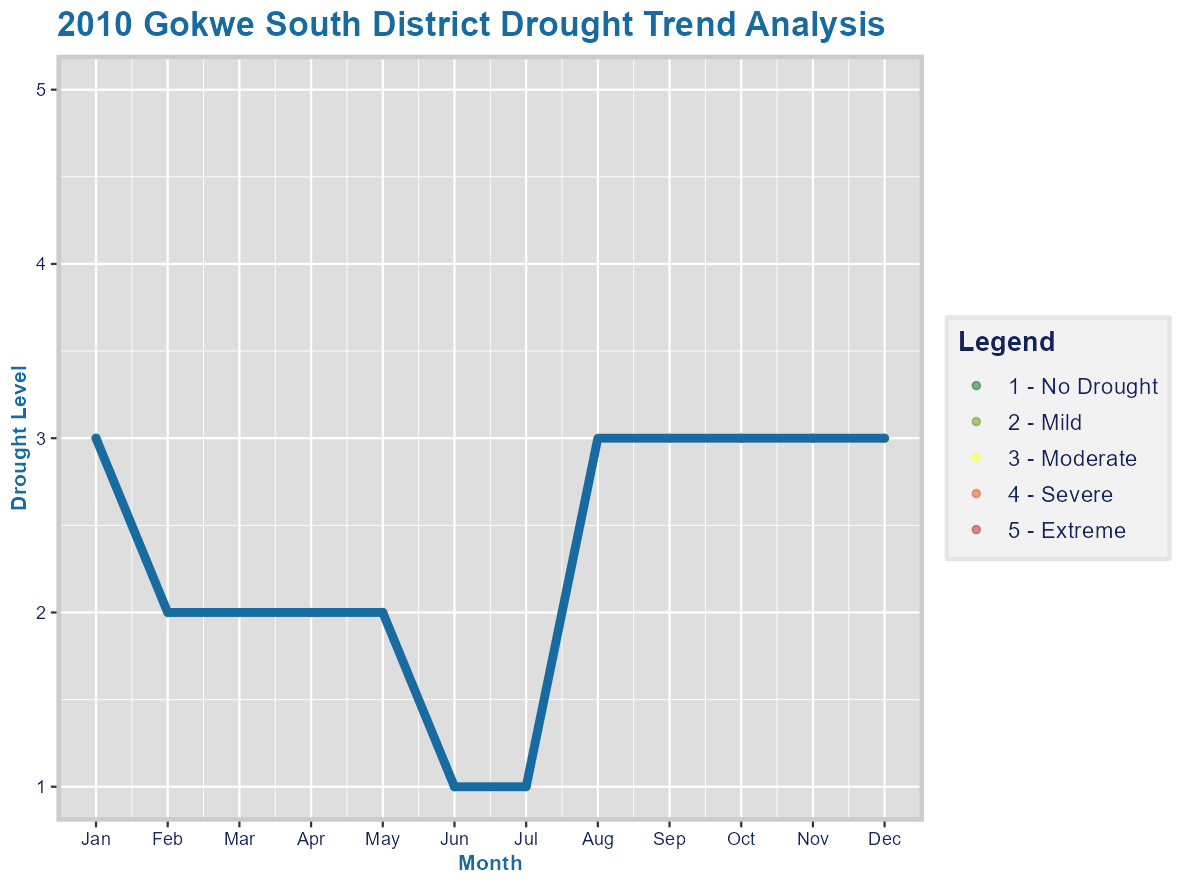 2010 Gokwe South District Drought Trend Analysis
5
4
3
2
1
Drought Level
Jan Feb Mar Apr May Jun Jul Aug Sep Oct Nov Dec
Month
Legend
1 - No Drought
2 - Mild
3 - Moderate
4 - Severe
5 - Extreme